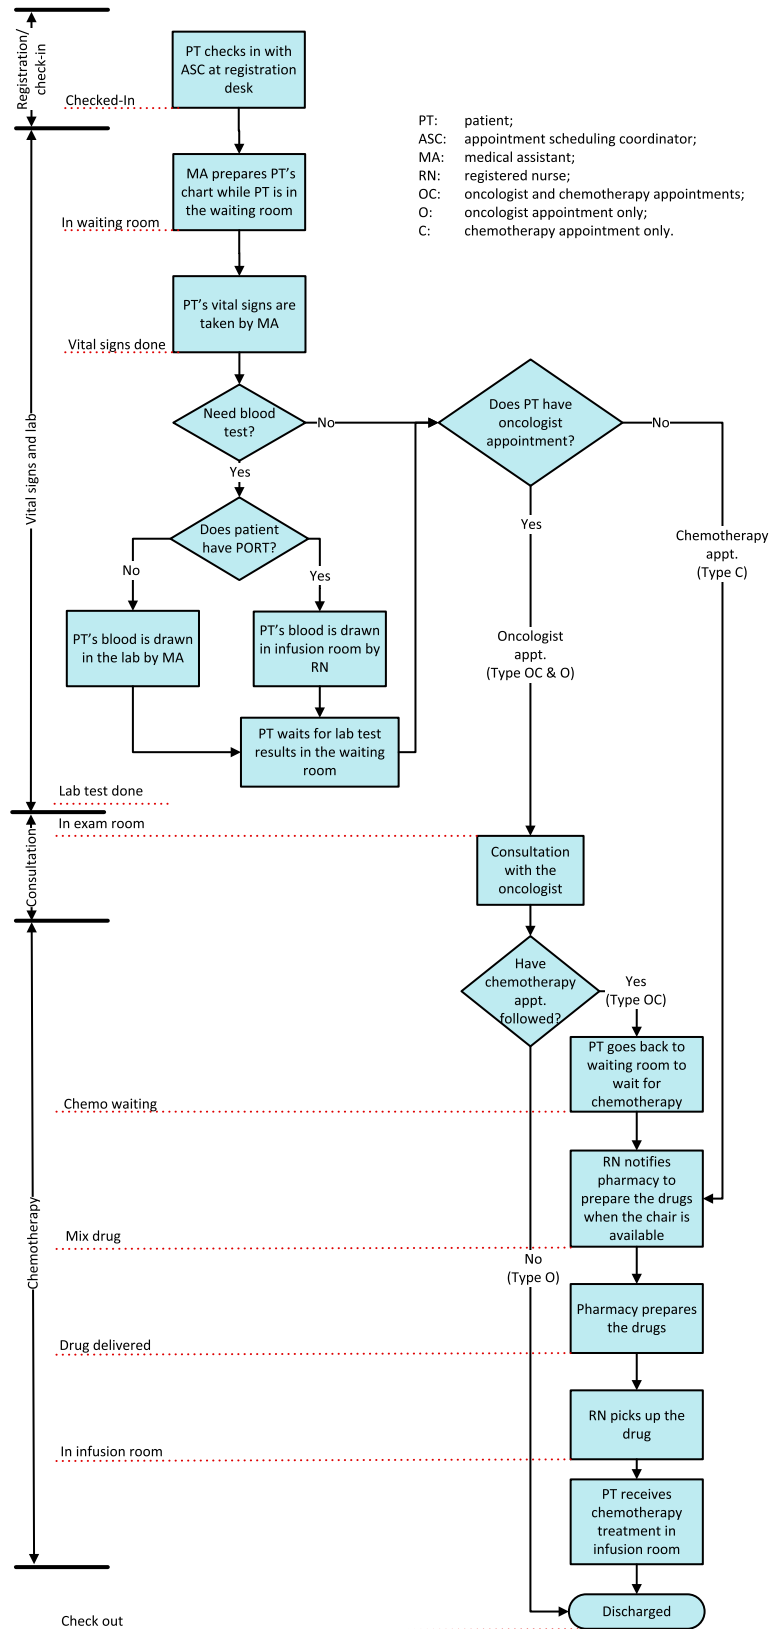 Registration/
check-in
PT checks in with
ASC at registration
desk
Checked-In
PT: patient;
ASC: appointment scheduling coordinator;
MA: medical assistant;
RN: registered nurse;
OC: oncologist and chemotherapy appointments;
O: oncologist appointment only;
C: chemotherapy appointment only.
MA prepares PT's
chart while PT is in
the waiting room
In waiting room
PT's vital signs are
taken by MA
Vital signs done
Vital signs and lab
Need blood
test?
No
Yes
Does PT have
oncologist
appointment?
No
Yes
Does patient
have PORT?
No
Yes
Chemotherapy
appt.
(Type C)
PT's blood is drawn
in the lab by MA
PT's blood is drawn
in infusion room by
RN
Oncologist
appt.
(Type OC & O)
PT waits for lab test
results in the waiting
room
Lab test done
In exam room
Consultation
Consultation
with the
oncologist
Have
chemotherapy
appt.
followed?
Yes
(Type OC)
PT goes back to
waiting room to
wait for
chemotherapy
Chemo waiting
Chemotherapy
RN notifies
pharmacy to
prepare the drugs
when the chair is
available
Mix drug
No
(Type O)
Pharmacy prepares
the drugs
Drug delivered
RN picks up the
drug
In infusion room
PT receives
chemotherapy
treatment in
infusion room
Discharged
Check out